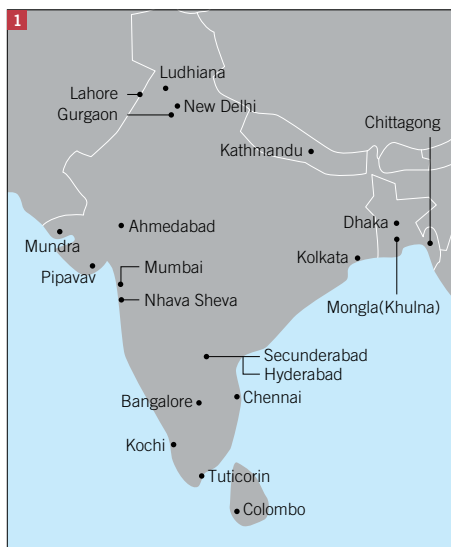 1
Ludhiana
Lahore
New Delhi
Gurgaon
Chittagong
Kathmandu
Dhaka
Ahmedabad
Mundra
Kolkata
Mumbai
Pipavav
Nhava Sheva
Mongla(Khulna)
Secunderabad
Hyderabad
Bangalore
Chennai
Kochi
Tuticorin
Colombo